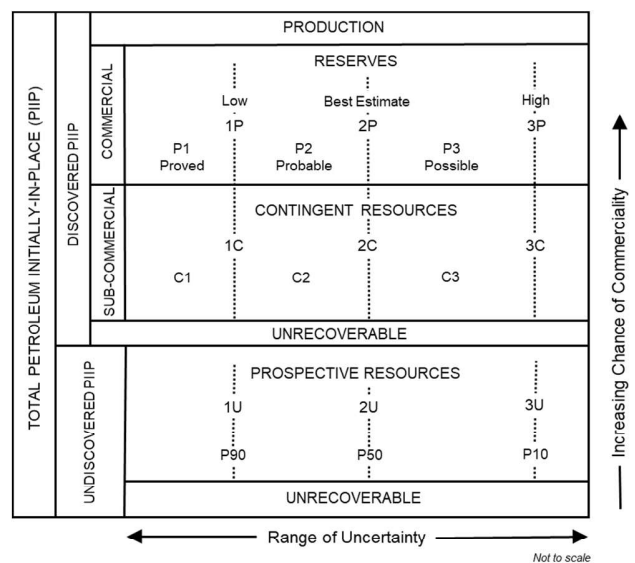 TOTAL PETROLEUM INITIALLY-IN-PLACE (PIIP)
DISCOVERED PIIP
UNDISCOVERED PIIP
COMMERCIAL
SUB-COMMERCIAL
PRODUCTION
RESERVES
Low Best Estimate High
1P 2P 3P
P1 P2 P3
Proved Probable Possible
CONTINGENT RESOURCES
1C 2C 3C
C1 C2 C3
UNRECOVERABLE
PROSPECTIVE RESOURCES
1U 2U 3U
P90 P50 P10
UNRECOVERABLE
Increasing Chance of Commerciality
Range of Uncertainty
Not to scale